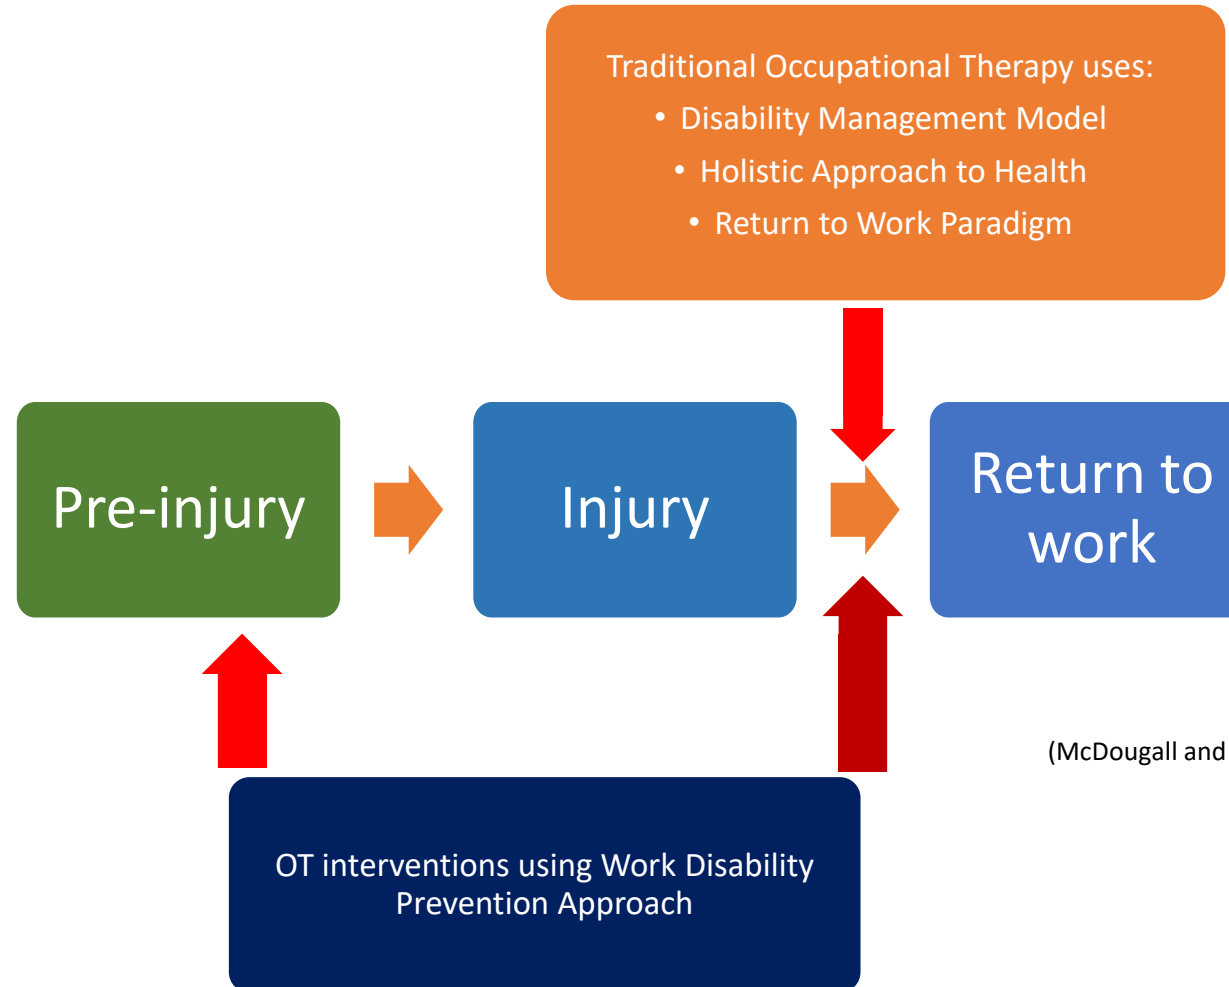 Traditional Occupational Therapy uses:
• Disability Management Model
• Holistic Approach to Health
• Return to Work Paradigm
Pre-injury
Injury
Return to
work
(McDougall and
OT interventions using Work Disability
Prevention Approach